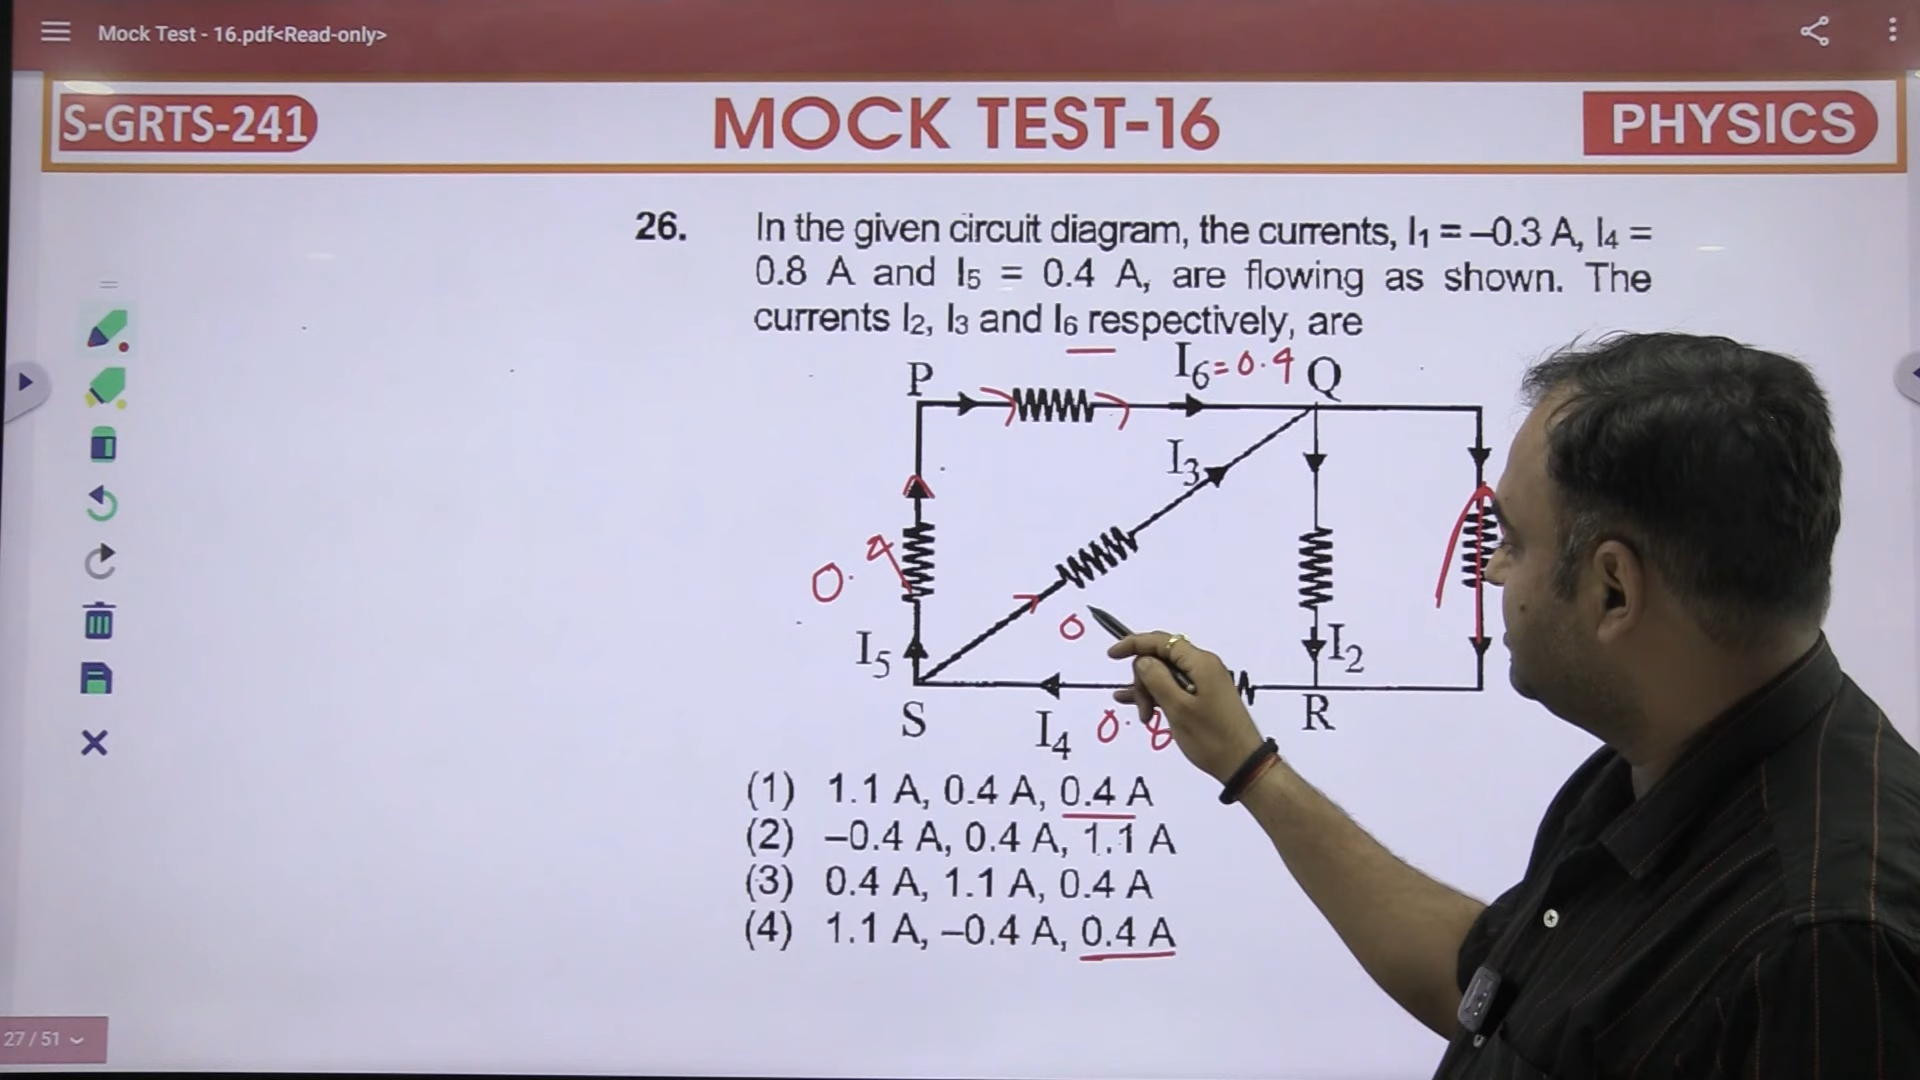 Mock Test - 16.pdf<Read-only>
S-GRTS-241
MOCK TEST-16
PHYSICS
26. In the given circuit diagram, the currents, I₁ = –0.3 A, I₄ =
0.8 A and I₅ = 0.4 A, are flowing as shown. The
currents I₂, I₃ and I₆ respectively, are
P
I₆ = 0.4
Q
I₃
0.4
0
I₅
I₂
S
I₄
0.8
R
(1) 1.1 A, 0.4 A, 0.4 A
(2) –0.4 A, 0.4 A, 1.1 A
(3) 0.4 A, 1.1 A, 0.4 A
(4) 1.1 A, –0.4 A, 0.4 A
27 / 51